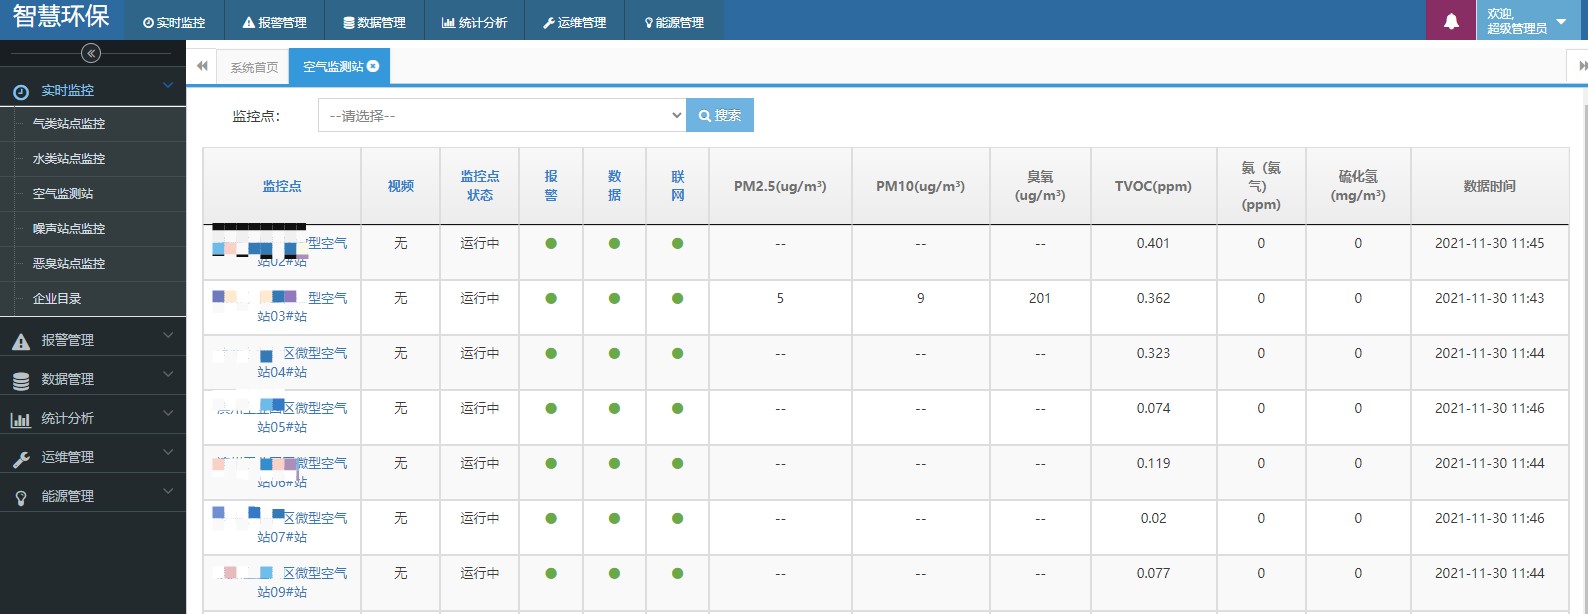 智慧环保
实时监控
报警管理
数据管理
统计分析
运维管理
能源管理
欢迎,
超级管理员
实时监控
气类站点监控
水类站点监控
空气监测站
噪声站点监控
恶臭站点监控
企业目录
报警管理
数据管理
统计分析
运维管理
能源管理
系统首页
空气监测站
监控点：
--请选择--
搜索
监控点
视频
监控点
状态
报
警
数
据
联
网
PM2.5(ug/m³)
PM10(ug/m³)
臭氧
(ug/m³)
TVOC(ppm)
氨（氨
气）
(ppm)
硫化氢
(mg/m³)
数据时间
型空气
站02#站
无
运行中
--
--
--
0.401
0
0
2021-11-30 11:45
型空气
站03#站
无
运行中
5
9
201
0.362
0
0
2021-11-30 11:43
区微型空气
站04#站
无
运行中
--
--
--
0.323
0
0
2021-11-30 11:44
区微型空气
站05#站
无
运行中
--
--
--
0.074
0
0
2021-11-30 11:46
微型空气
站06#站
无
运行中
--
--
--
0.119
0
0
2021-11-30 11:44
区微型空气
站07#站
无
运行中
--
--
--
0.02
0
0
2021-11-30 11:46
区微型空气
站09#站
无
运行中
--
--
--
0.077
0
0
2021-11-30 11:44